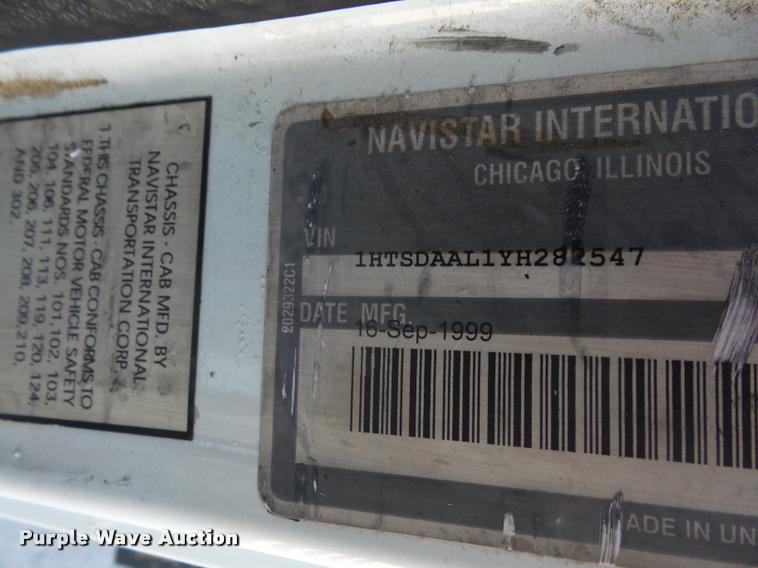 CHASSIS - CAB MFD. BY
NAVISTAR INTERNATIONAL
TRANSPORTATION CORP.
THIS CHASSIS - CAB CONFORMS TO
FEDERAL MOTOR VEHICLE SAFETY
STANDARDS NOS. 101, 102, 103,
104, 106, 111, 113, 119, 120, 124,
205, 206, 207, 208, 209, 210,
AND 302.
NAVISTAR INTERNATIO
CHICAGO, ILLINOIS
VIN
1HTSDAAL1YH282547
2029322C1
DATE MFG.
16-Sep-1999
MADE IN UN
Purple Wave Auction